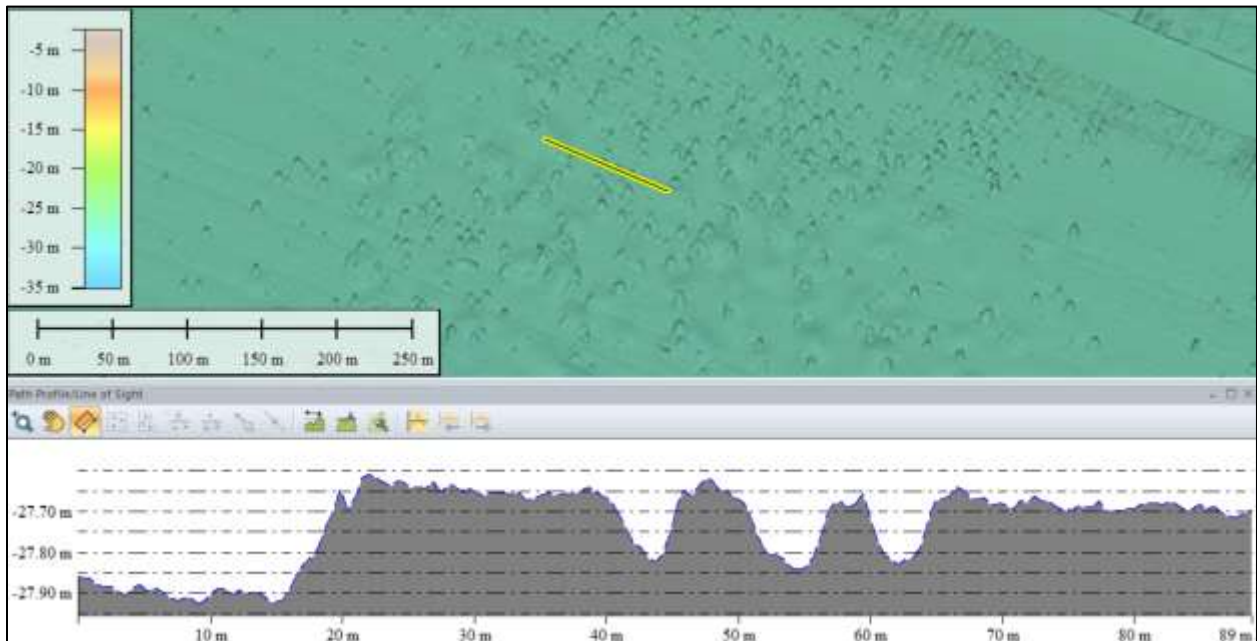 -5 m
-10 m
-15 m
-20 m
-25 m
-30 m
-35 m
0 m 50 m 100 m 150 m 200 m 250 m
Path Profile/Line of Sight
-27.70 m
-27.80 m
-27.90 m
10 m 20 m 30 m 40 m 50 m 60 m 70 m 80 m 89 m